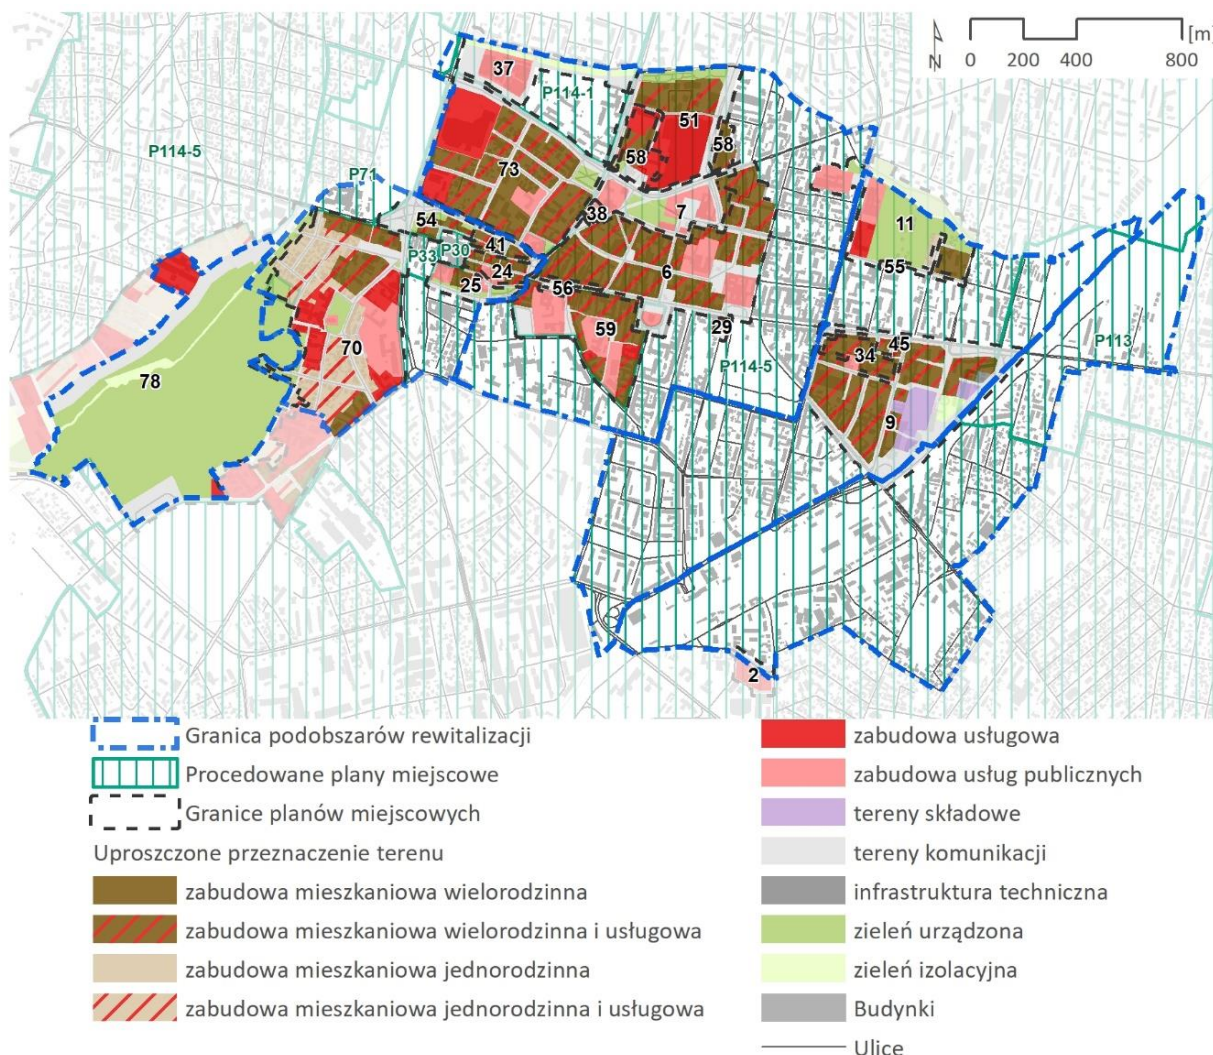 N
0
200
400
800
[m]
37
P114-1
51
58
58
P114-5
P71
73
38
7
11
54
41
P33
P30
24
25
6
55
56
59
29
P114-5
P113
34
45
9
70
78
2
Granica podobszarów rewitalizacji
Procedowane plany miejscowe
Granice planów miejscowych
Uproszczone przeznaczenie terenu
zabudowa mieszkaniowa wielorodzinna
zabudowa mieszkaniowa wielorodzinna i usługowa
zabudowa mieszkaniowa jednorodzinna
zabudowa mieszkaniowa jednorodzinna i usługowa
zabudowa usługowa
zabudowa usług publicznych
tereny składowe
tereny komunikacji
infrastruktura techniczna
zieleń urządzona
zieleń izolacyjna
Budynki
Ulice